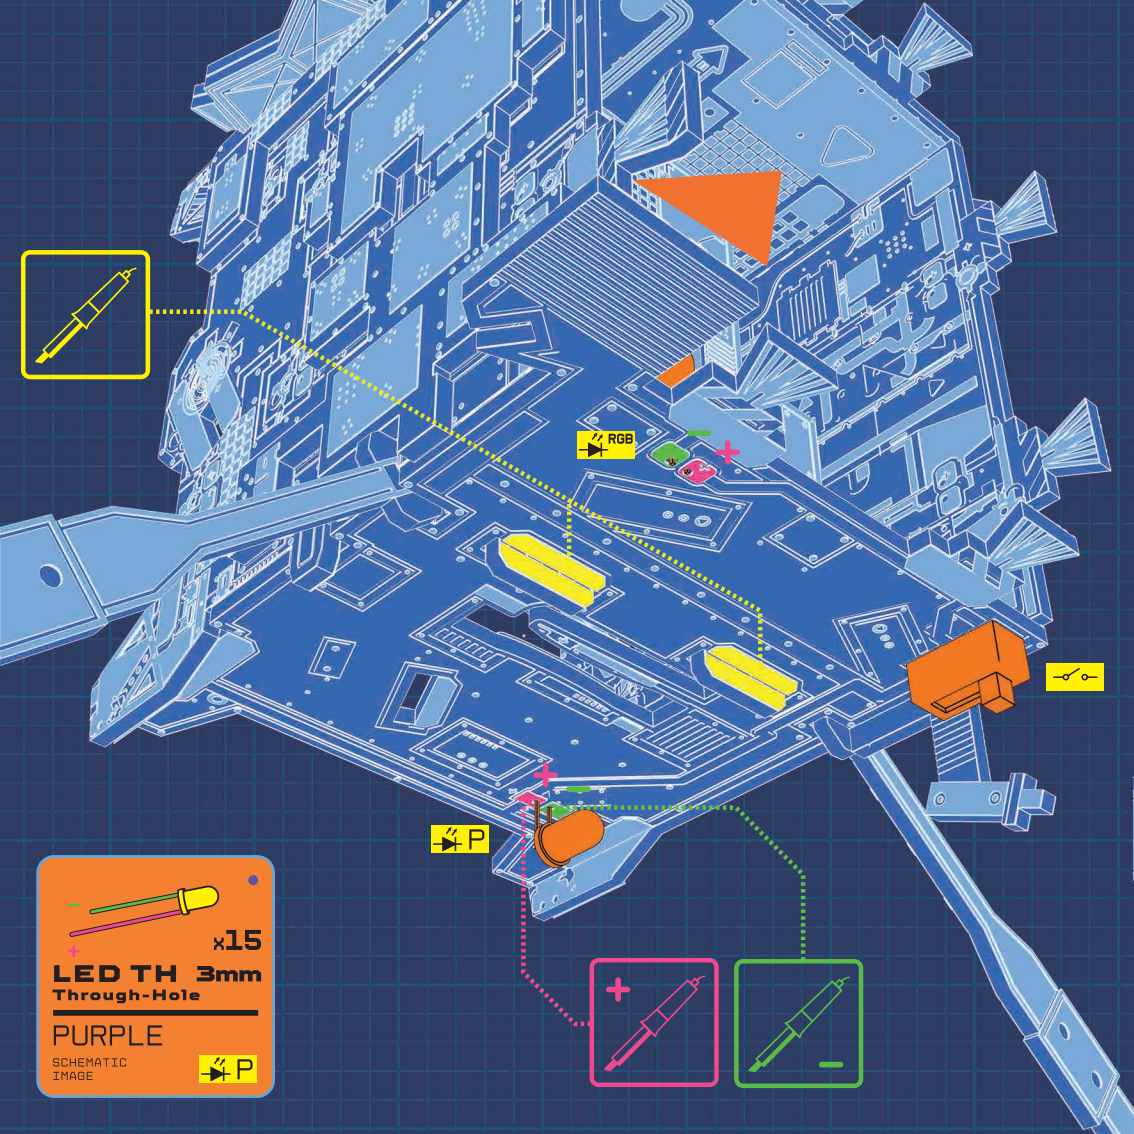 RGB
P
x15
LED TH 3mm
Through-Hole
PURPLE
SCHEMATIC
IMAGE
P